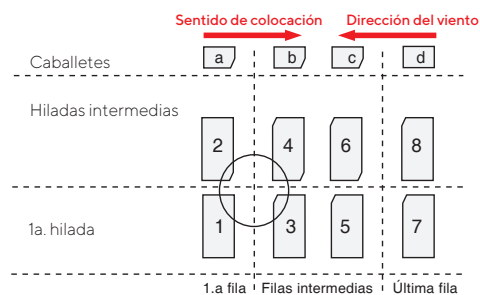 Sentido de colocación Dirección del viento
Caballetes a b c d
Hiladas intermedias
2 4 6 8
1a. hilada 1 3 5 7
1.a fila Filas intermedias Última fila